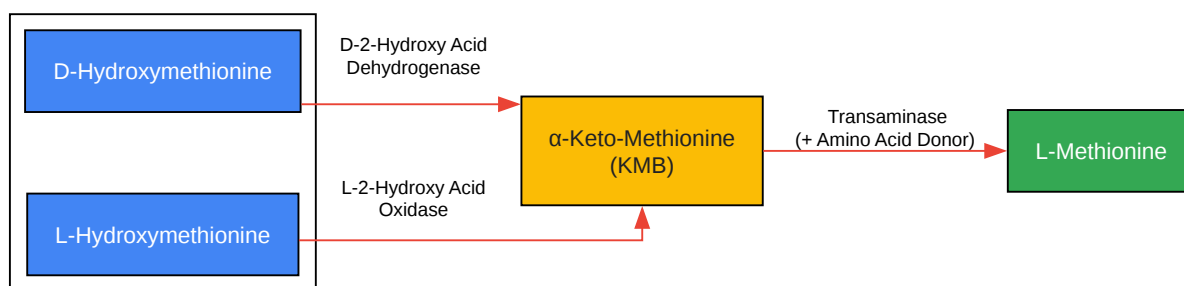 D-Hydroxymethionine
D-2-Hydroxy Acid
Dehydrogenase
α-Keto-Methionine
(KMB)
Transaminase
(+ Amino Acid Donor)
L-Methionine
L-2-Hydroxy Acid
Oxidase
L-Hydroxymethionine